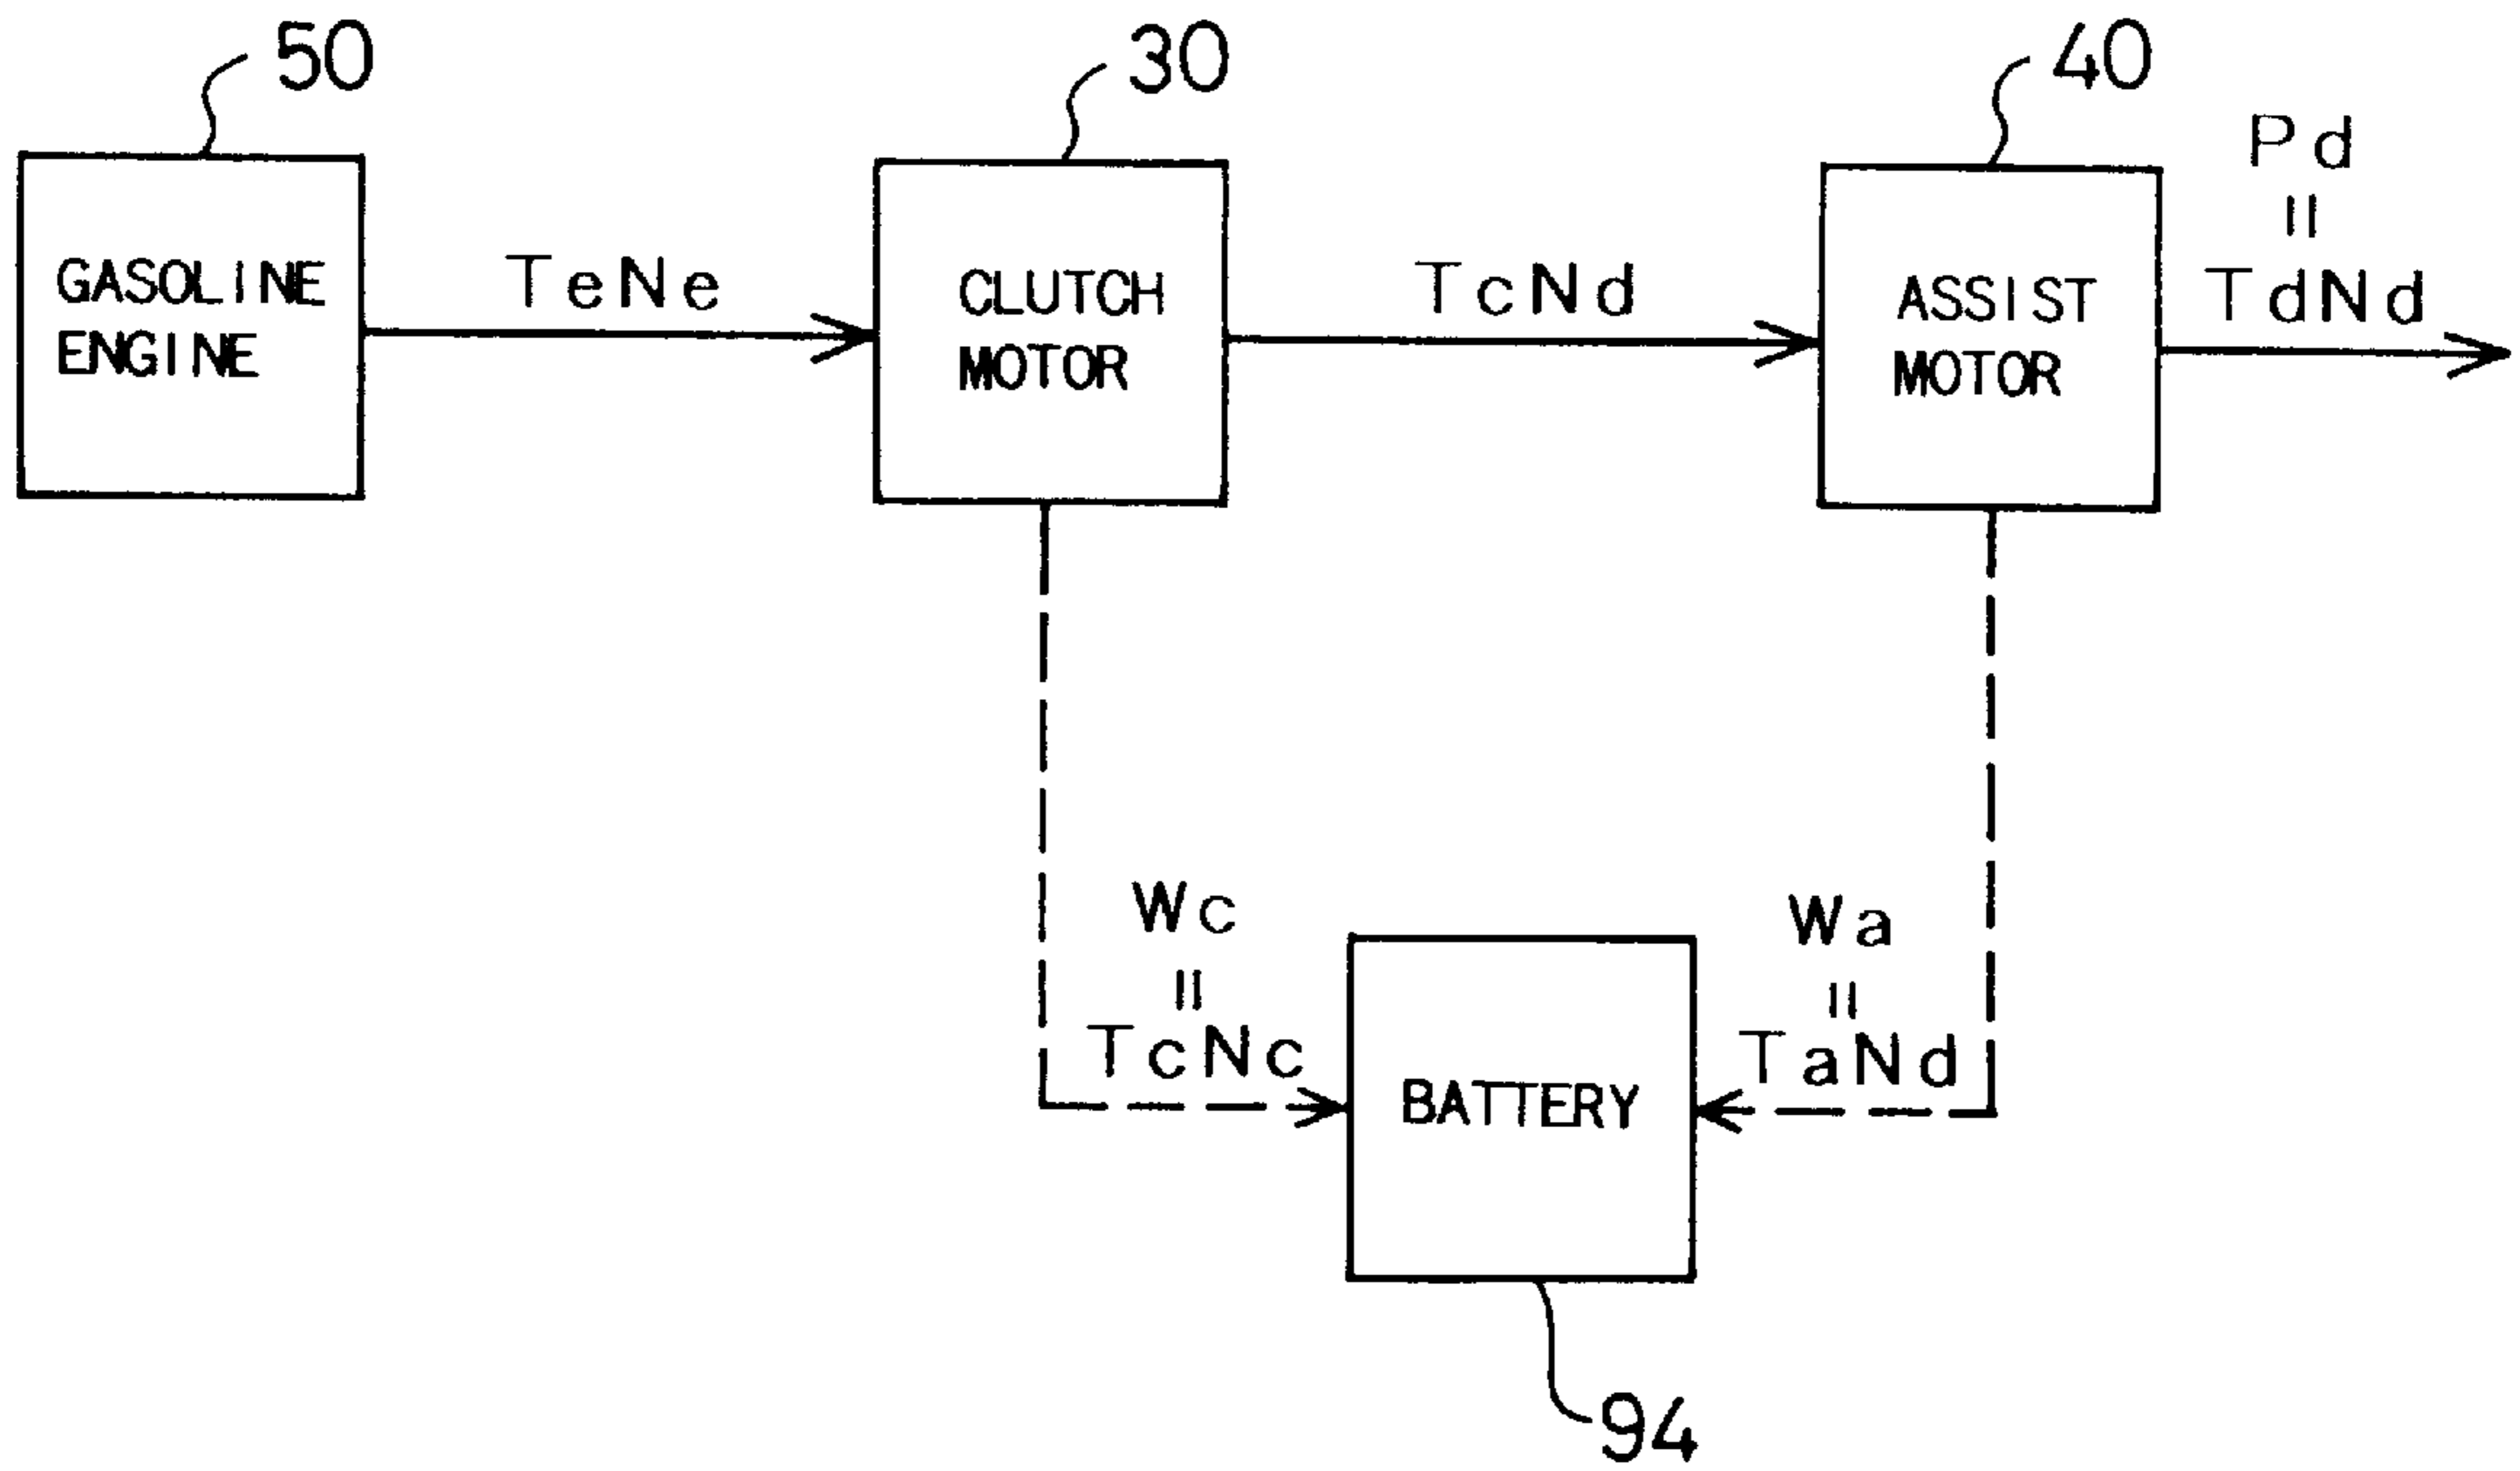 50
30
40
Pd
=
TdNd
GASOLINE
ENGINE
TeNe
CLUTCH
MOTOR
TcNd
ASSIST
MOTOR
Wc
=
TcNc
Wa
=
TaNd
BATTERY
94